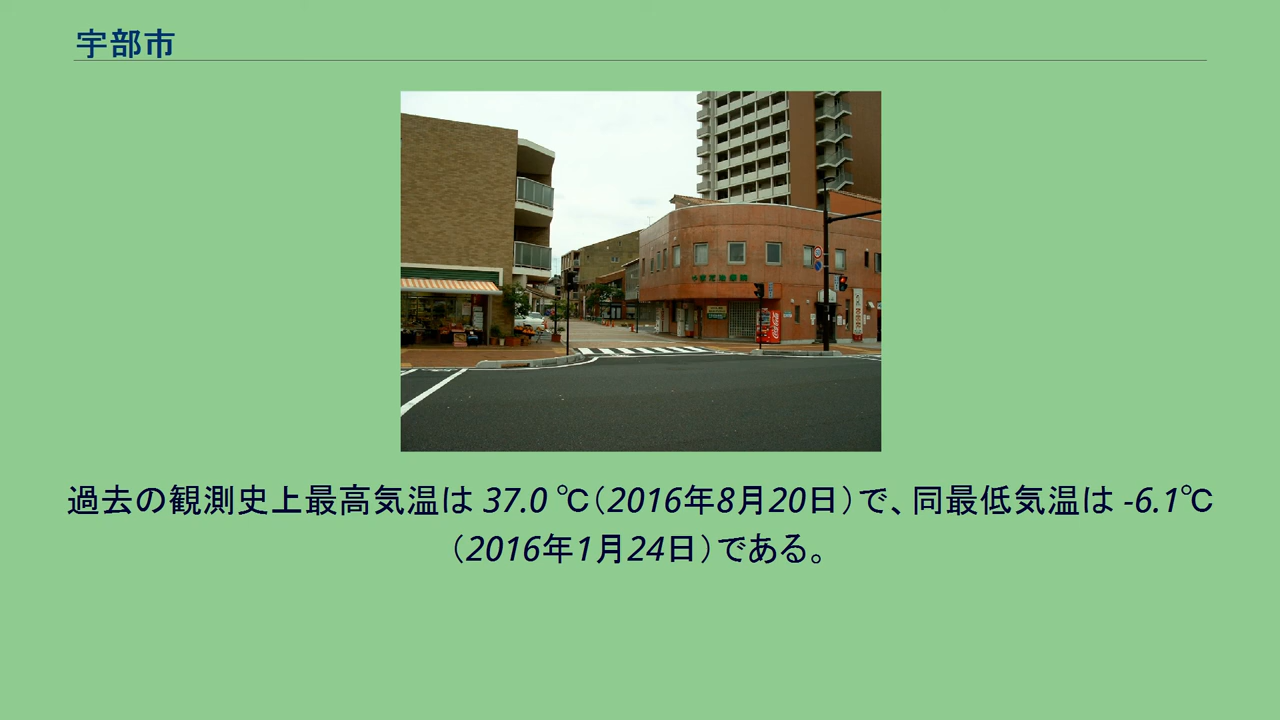 宇部市
Coca-Cola
過去の観測史上最高気温は 37.0 ℃（2016年8月20日）で、同最低気温は -6.1℃
（2016年1月24日）である。